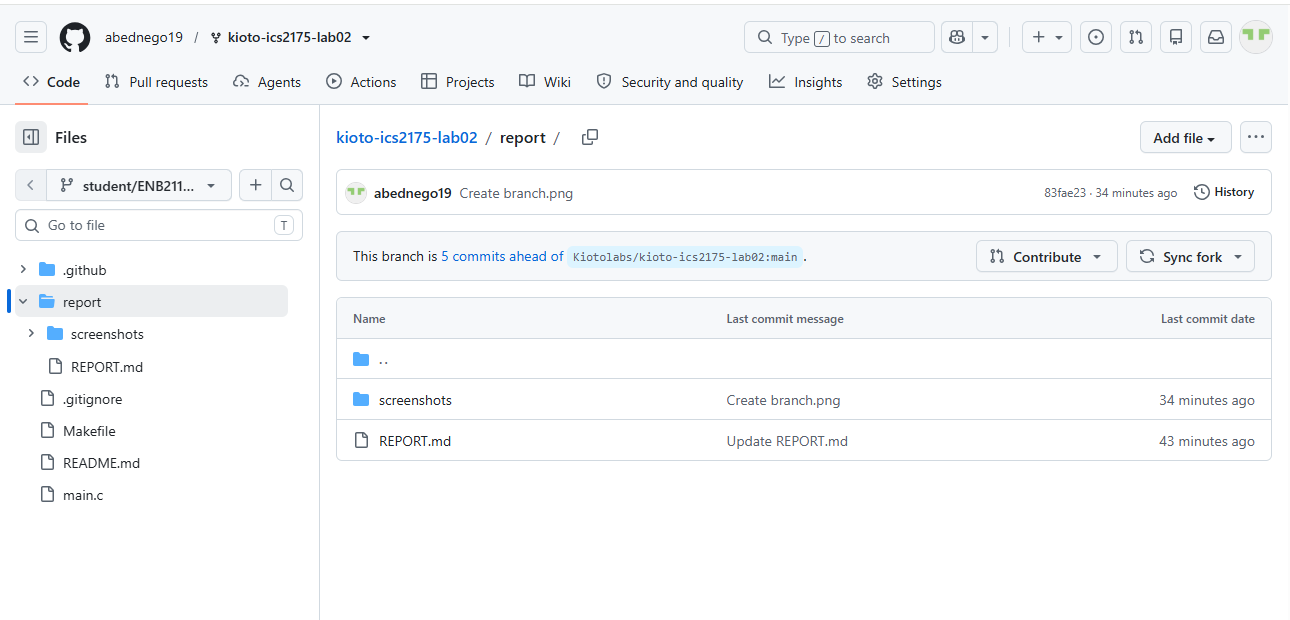 abednego19 / kioto-ics2175-lab02
Type / to search
Code Pull requests Agents Actions Projects Wiki Security and quality Insights Settings
Files
student/ENB211...
Go to file T
.github
report
screenshots
REPORT.md
.gitignore
Makefile
README.md
main.c
kioto-ics2175-lab02 / report /
Add file
abednego19 Create branch.png 83fae23 · 34 minutes ago History
This branch is 5 commits ahead of Kiotolabs/kioto-ics2175-lab02:main .
Contribute Sync fork
Name Last commit message Last commit date
..
screenshots Create branch.png 34 minutes ago
REPORT.md Update REPORT.md 43 minutes ago